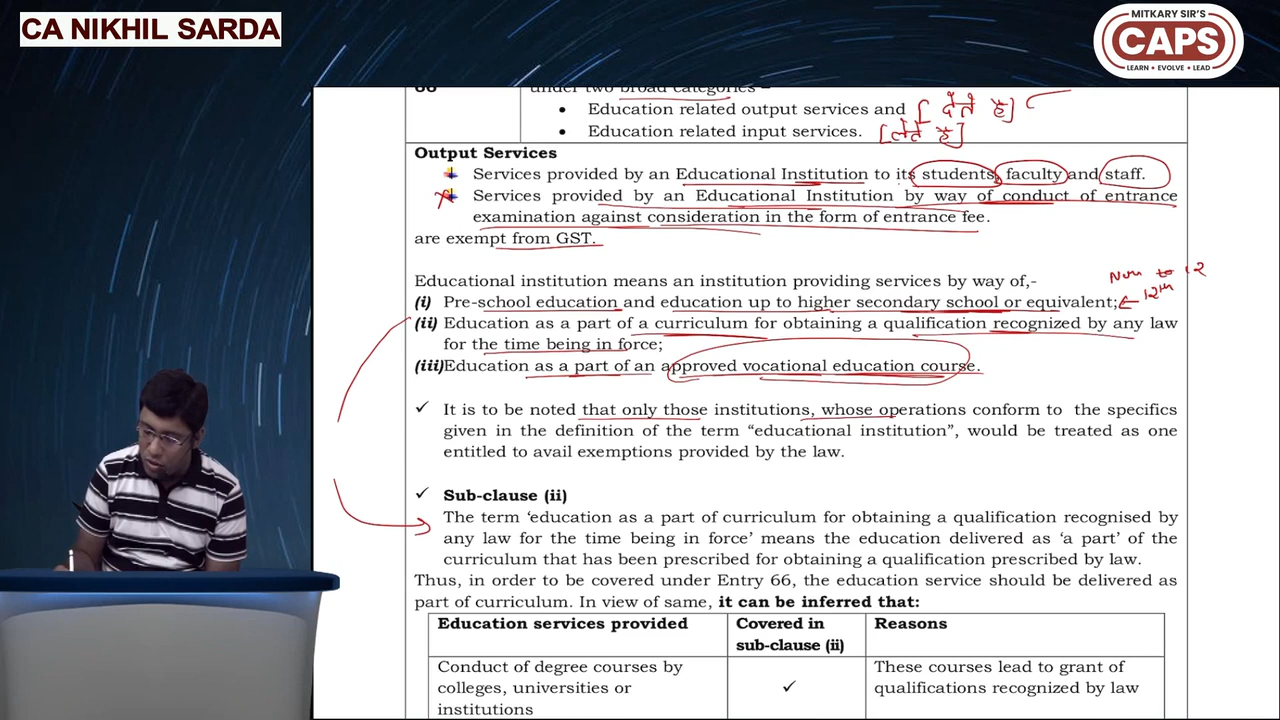 CA NIKHIL SARDA
MITKARY SIR'S
CAPS
LEARN • EVOLVE • LEAD
66
under two broad categories –
• Education related output services and [ देते है]
• Education related input services. [लेते है]
Output Services
Services provided by an Educational Institution to its students, faculty and staff.
Services provided by an Educational Institution by way of conduct of entrance
examination against consideration in the form of entrance fee.
are exempt from GST.
Educational institution means an institution providing services by way of,-
Nur to 12
(i) Pre-school education and education up to higher secondary school or equivalent; ← 12th
(ii) Education as a part of a curriculum for obtaining a qualification recognized by any law
for the time being in force;
(iii)Education as a part of an approved vocational education course.
✓ It is to be noted that only those institutions, whose operations conform to the specifics
given in the definition of the term “educational institution”, would be treated as one
entitled to avail exemptions provided by the law.
✓ Sub-clause (ii)
The term ‘education as a part of curriculum for obtaining a qualification recognised by
any law for the time being in force’ means the education delivered as ‘a part’ of the
curriculum that has been prescribed for obtaining a qualification prescribed by law.
Thus, in order to be covered under Entry 66, the education service should be delivered as
part of curriculum. In view of same, it can be inferred that:
Education services provided
Covered in
sub-clause (ii)
Reasons
Conduct of degree courses by
colleges, universities or
institutions
✓
These courses lead to grant of
qualifications recognized by law